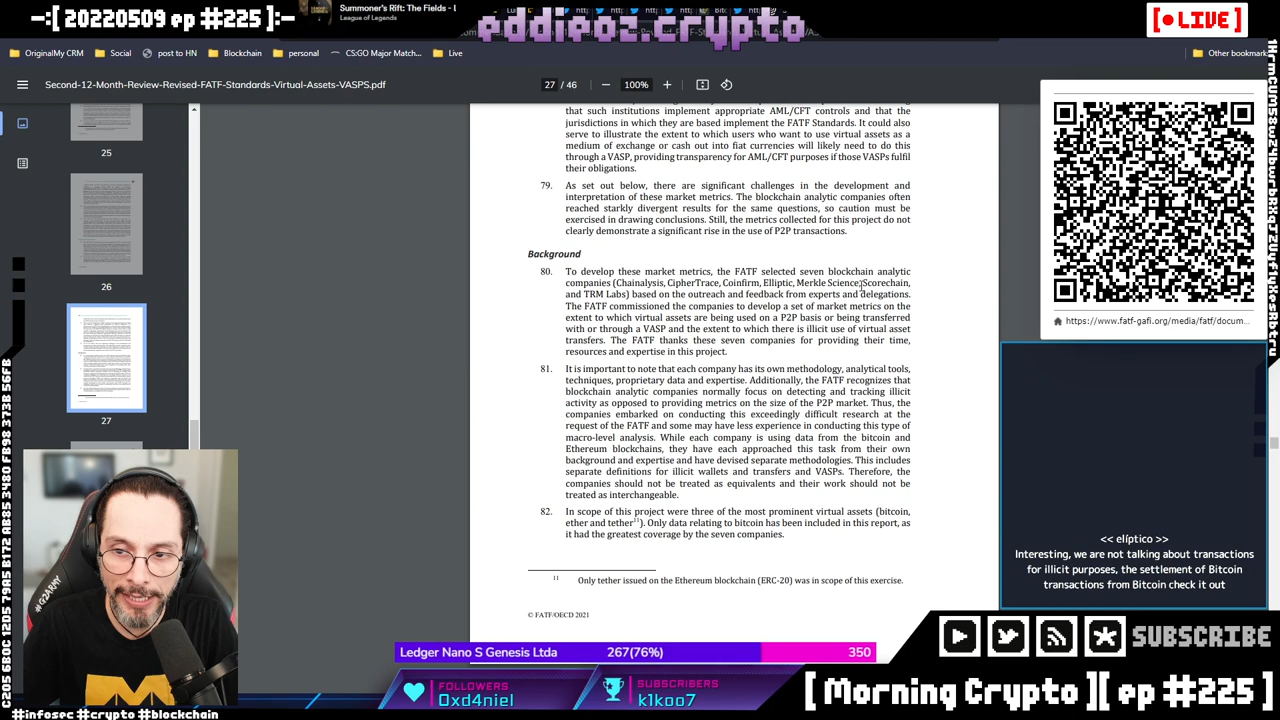 -:[ 20220509 ep #225 ]:-
Summoner's Rift: The Fields - L
League of Legends
eddieoz.crypto
[●LIVE]
OriginalMy CMD
Social
post to HN
Blockchain
personal
CS:GO Major Match...
Live
Other bookmark
Second-12-Month-Review-Revised-FATF-Standards-Virtual-Assets-VASPS.pdf
27 / 46
100%
25
26
27
that such institutions implement appropriate AML/CFT controls and that the
jurisdictions in which they are based implement the FATF Standards. It could also
serve to illustrate the extent to which users who want to use virtual assets as a
medium of exchange or cash out into fiat currencies will likely need to do this
through a VASP, providing transparency for AML/CFT purposes if those VASPs fulfil
their obligations.
79. As set out below, there are significant challenges in the development and
interpretation of these market metrics. The blockchain analytic companies often
reached starkly divergent results for the same questions, so caution must be
exercised in drawing conclusions. Still, the metrics collected for this project do not
clearly demonstrate a significant rise in the use of P2P transactions.
Background
80. To develop these market metrics, the FATF selected seven blockchain analytic
companies (Chainalysis, CipherTrace, Coinfirm, Elliptic, Merkle Science, Scorechain,
and TRM Labs) based on the outreach and feedback from experts and delegations.
The FATF commissioned the companies to develop a set of market metrics on the
extent to which virtual assets are being used on a P2P basis or being transferred
with or through a VASP and the extent to which there is illicit use of virtual asset
transfers. The FATF thanks these seven companies for providing their time,
resources and expertise in this project.
81. It is important to note that each company has its own methodology, analytical tools,
techniques, proprietary data and expertise. Additionally, the FATF recognizes that
blockchain analytic companies normally focus on detecting and tracking illicit
activity as opposed to providing metrics on the size of the P2P market. Thus, the
companies embarked on conducting this exceedingly difficult research at the
request of the FATF and some may have less experience in conducting this type of
macro-level analysis. While each company is using data from the bitcoin and
Ethereum blockchains, they have each approached this task from their own
background and expertise and have devised separate methodologies. This includes
separate definitions for illicit wallets and transfers and VASPs. Therefore, the
companies should not be treated as equivalents and their work should not be
treated as interchangeable.
82. In scope of this project were three of the most prominent virtual assets (bitcoin,
ether and tether11). Only data relating to bitcoin has been included in this report, as
it had the greatest coverage by the seven companies.
11 Only tether issued on the Ethereum blockchain (ERC-20) was in scope of this exercise.
© FATF/OECD 2021
https://www.fatf-gafi.org/media/fatf/docum...
<< elíptico >>
Interesting, we are not talking about transactions
for illicit purposes, the settlement of Bitcoin
transactions from Bitcoin check it out
Ledger Nano S Genesis Ltda
267(76%)
350
FOLLOWERS
0xd4niel
SUBSCRIBERS
k1koo7
SUBSCRIBE
[ Morning Crypto ][ ep #225 ]
#infosec #crypto #blockchain